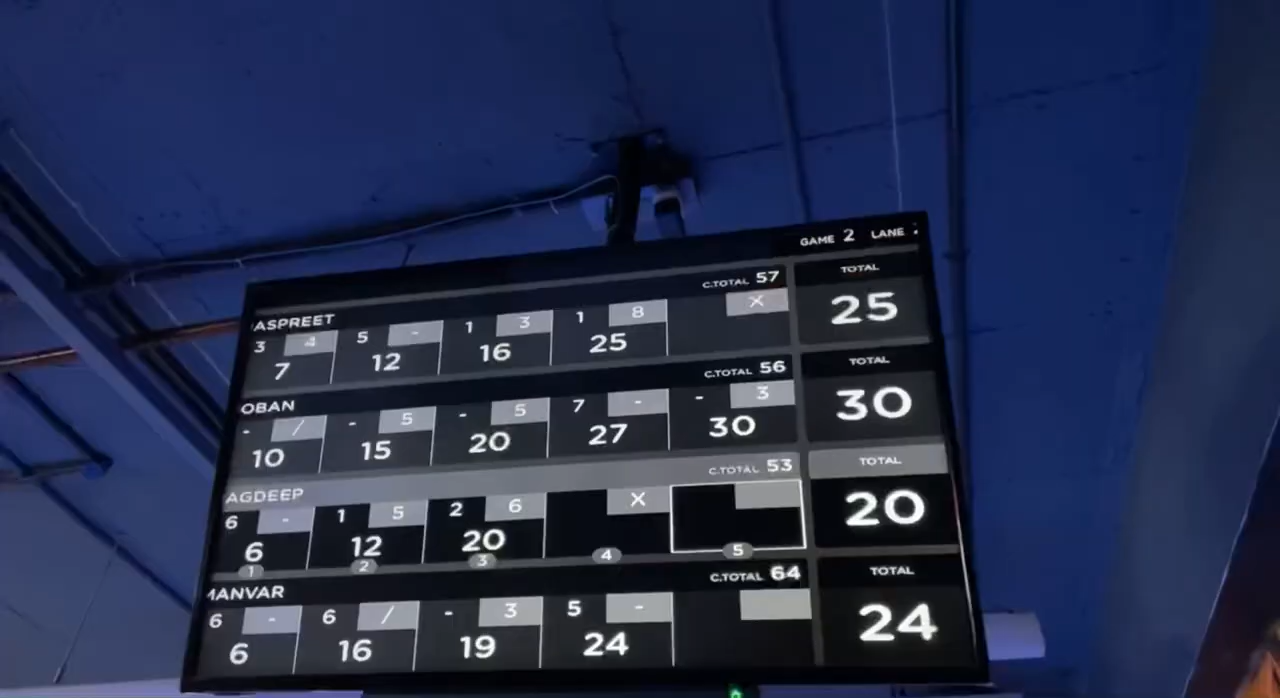 GAME 2 LANE
C.TOTAL 57 TOTAL
ASPREET
3 4 5 - 1 3 1 8 X
7 12 16 25 25
C.TOTAL 56 TOTAL
OBAN
- / - 5 - 5 7 - - 3
10 15 20 27 30 30
C.TOTAL 53 TOTAL
AGDEEP
6 - 1 5 2 6 X
6 12 20 20
1 2 3 4 5
C.TOTAL 64 TOTAL
MANVAR
6 - 6 / - 3 5 -
6 16 19 24 24